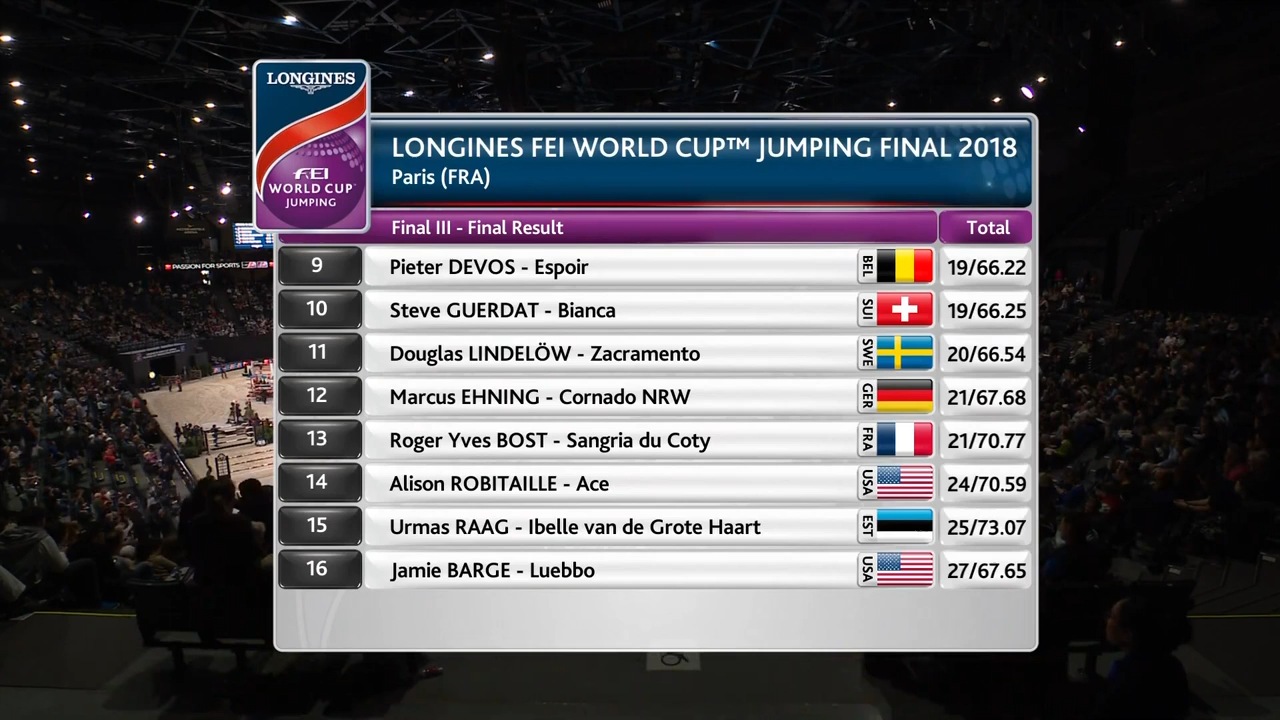 LONGINES
FEI
WORLD CUP™
JUMPING
LONGINES FEI WORLD CUP™ JUMPING FINAL 2018
Paris (FRA)
Final III - Final Result Total
9 Pieter DEVOS - Espoir BEL 19/66.22
10 Steve GUERDAT - Bianca SUI 19/66.25
11 Douglas LINDELÖW - Zacramento SWE 20/66.54
12 Marcus EHNING - Cornado NRW GER 21/67.68
13 Roger Yves BOST - Sangria du Coty FRA 21/70.77
14 Alison ROBITAILLE - Ace USA 24/70.59
15 Urmas RAAG - Ibelle van de Grote Haart EST 25/73.07
16 Jamie BARGE - Luebbo USA 27/67.65
PASSION FOR SPORTS